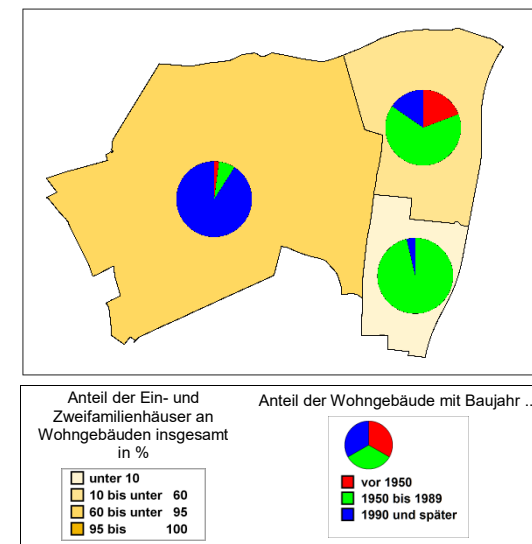 Anteil der Ein- und
Zweifamilienhäuser an
Wohngebäuden insgesamt
in %
unter 10
10 bis unter 60
60 bis unter 95
95 bis 100
Anteil der Wohngebäude mit Baujahr ..
vor 1950
1950 bis 1989
1990 und später